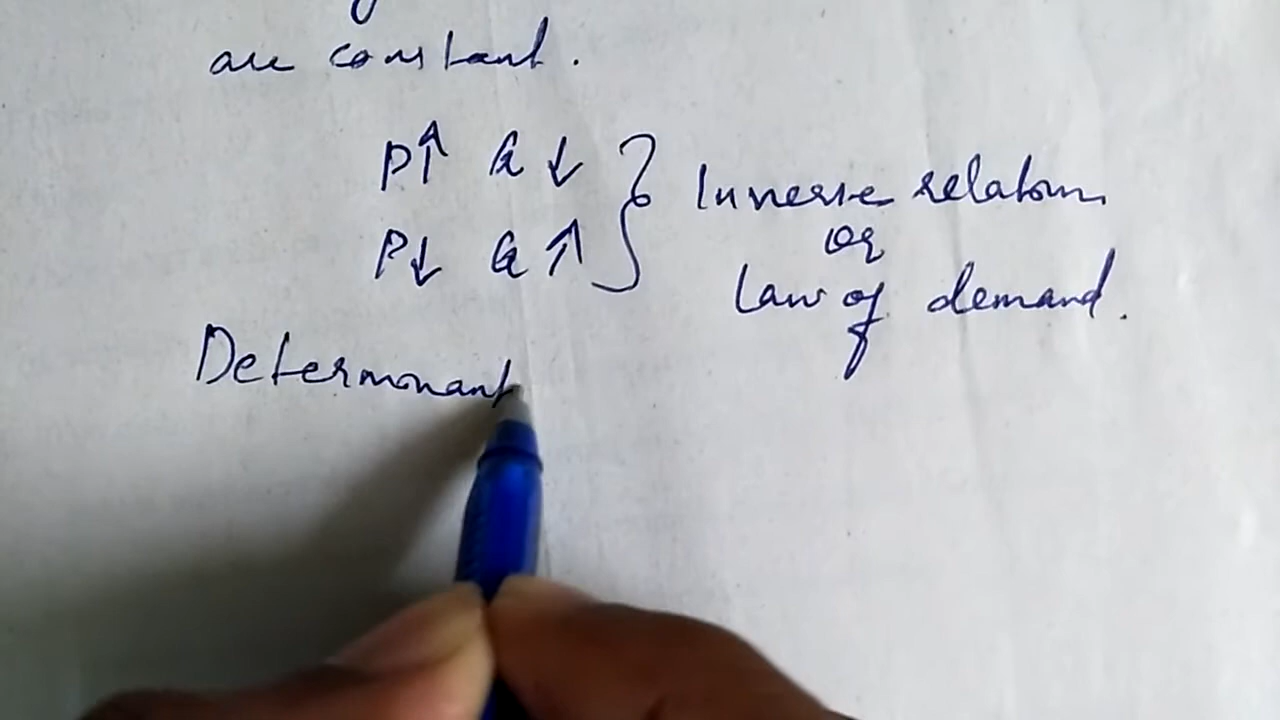 are constant.
P↑ Q ↓
P↓ Q ↑
Inverse relation
or
Law of demand.
Determinant